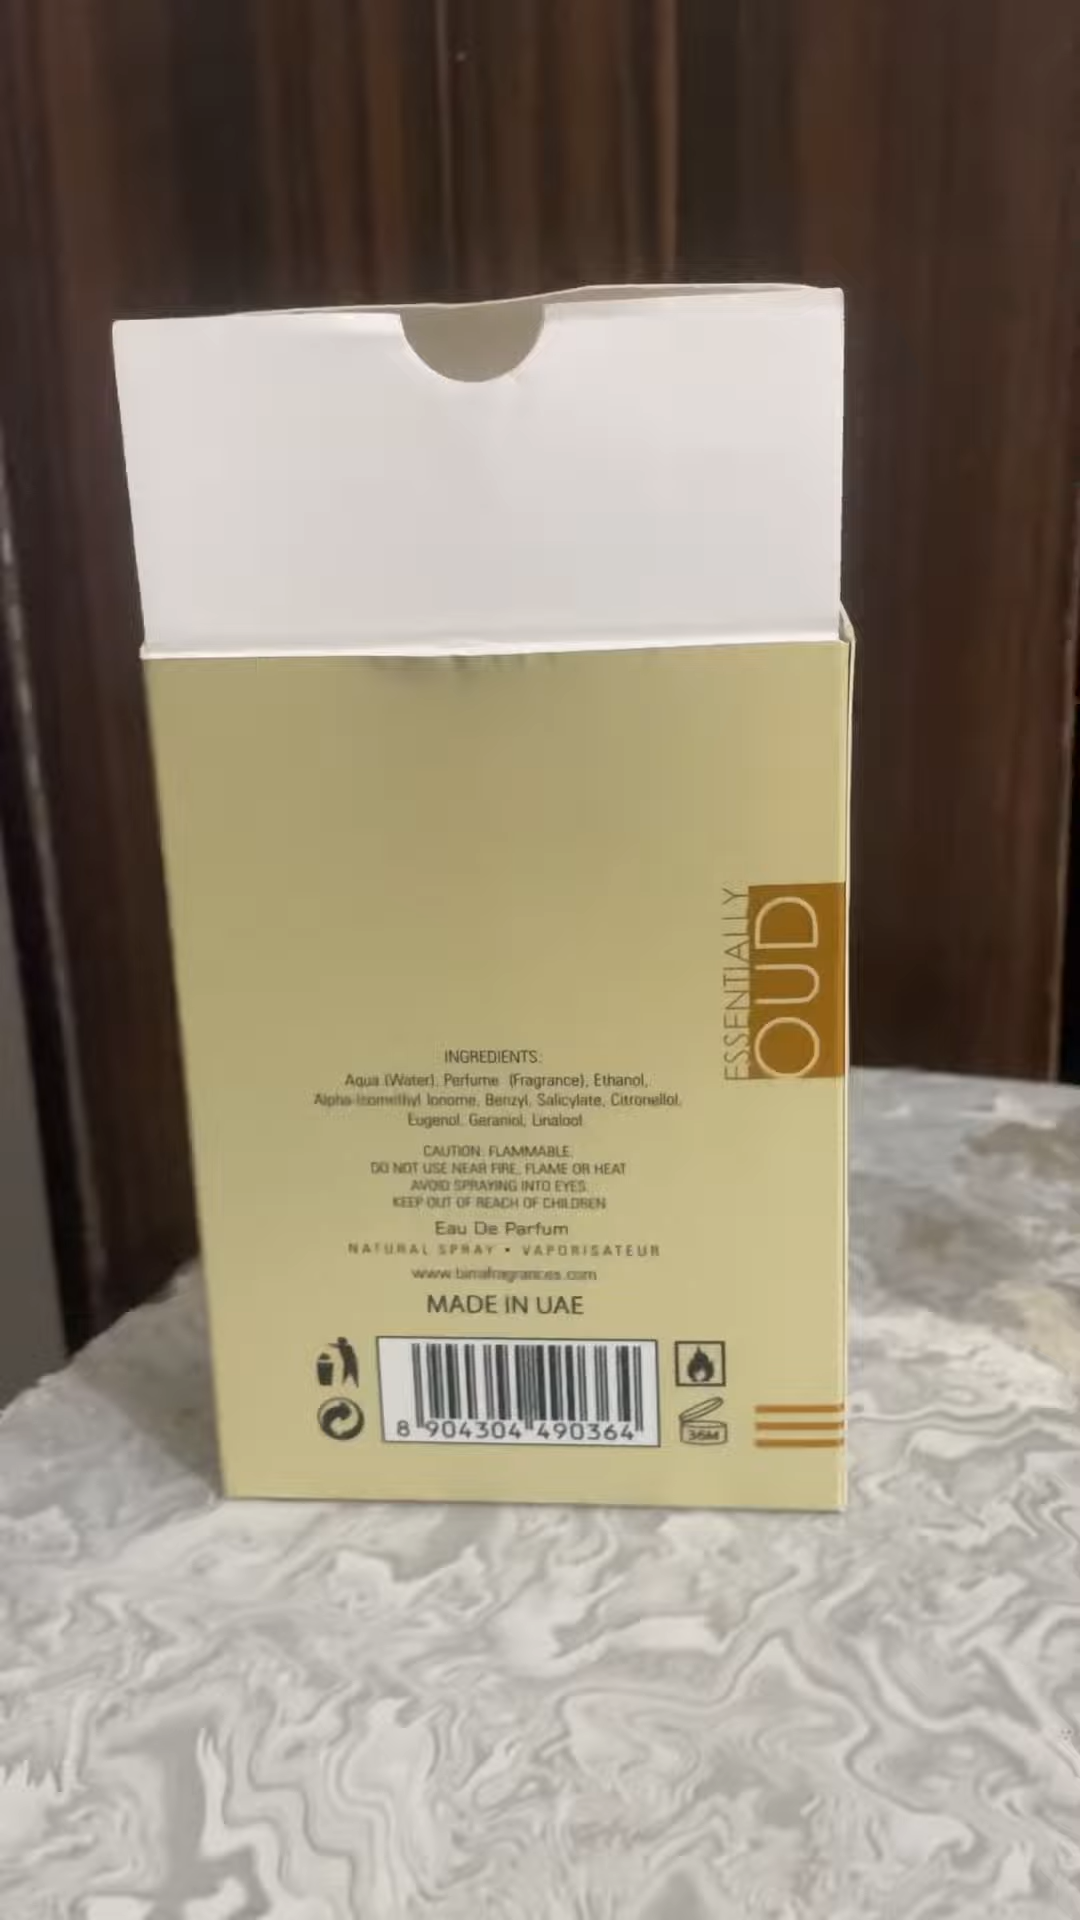 ESSENTIALLY
OUD
INGREDIENTS:
Aqua (Water), Perfume (Fragrance), Ethanol,
Alpha-Isomethyl Ionome, Benzyl, Salicylate, Citronellol,
Eugenol, Geraniol, Linalool.
CAUTION: FLAMMABLE.
DO NOT USE NEAR FIRE, FLAME OR HEAT
AVOID SPRAYING INTO EYES.
KEEP OUT OF REACH OF CHILDREN
Eau De Parfum
NATURAL SPRAY • VAPORISATEUR
MADE IN UAE
8 904304 490364
36M